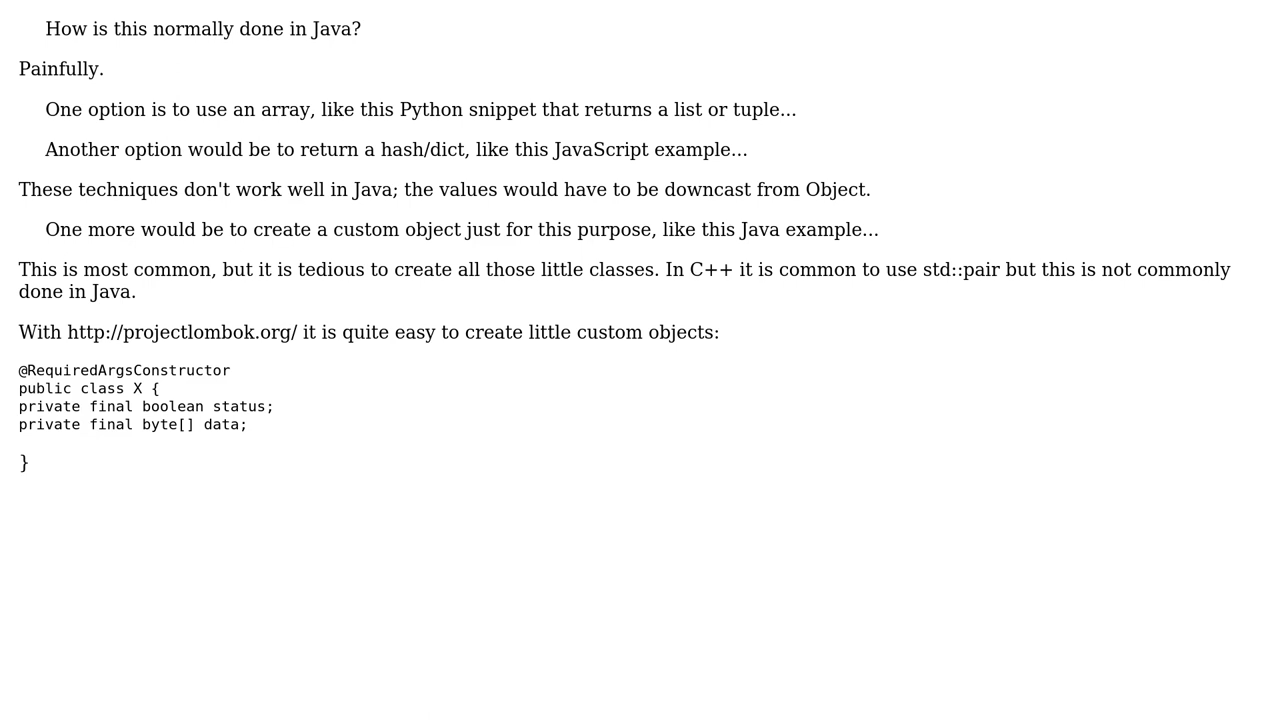 How is this normally done in Java?
Painfully.
One option is to use an array, like this Python snippet that returns a list or tuple...
Another option would be to return a hash/dict, like this JavaScript example...
These techniques don't work well in Java; the values would have to be downcast from Object.
One more would be to create a custom object just for this purpose, like this Java example...
This is most common, but it is tedious to create all those little classes. In C++ it is common to use std::pair but this is not commonly
done in Java.
With http://projectlombok.org/ it is quite easy to create little custom objects:
@RequiredArgsConstructor
public class X {
private final boolean status;
private final byte[] data;
}